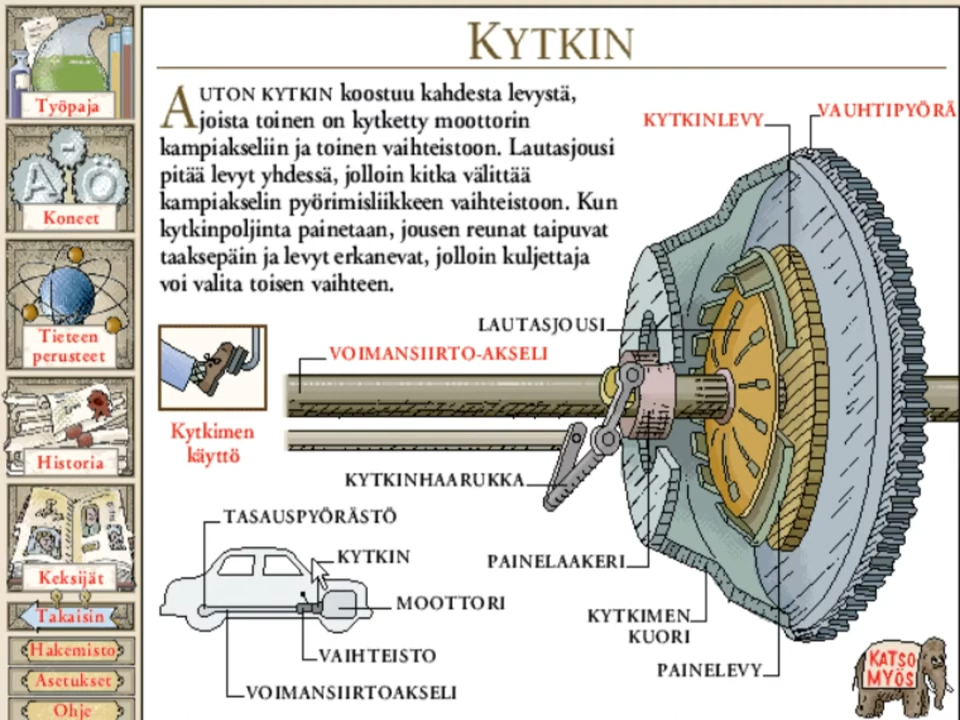 Työpaja
Koneet
Tieteen
perusteet
Historia
Keksijät
Takaisin
Hakemisto
Asetukset
Ohje
KYTKIN
AUTON KYTKIN koostuu kahdesta levystä,
joista toinen on kytketty moottorin
kampiakseliin ja toinen vaihteistoon. Lautasjousi
pitää levyt yhdessä, jolloin kitka välittää
kampiakselin pyörimisliikkeen vaihteistoon. Kun
kytkinpoljinta painetaan, jousen reunat taipuvat
taaksepäin ja levyt erkanevat, jolloin kuljettaja
voi valita toisen vaihteen.
KYTKINLEVY
VAUHTIPYÖRÄ
LAUTASJOUSI
VOIMANSIIRTO-AKSELI
Kytkimen
käyttö
KYTKINHAARUKKA
TASAUSPYÖRÄSTÖ
KYTKIN
PAINELAAKERI
MOOTTORI
KYTKIMEN
KUORI
VAIHTEISTO
PAINELEVY
VOIMANSIIRTOAKSELI
KATSO
MYÖS
A Ö